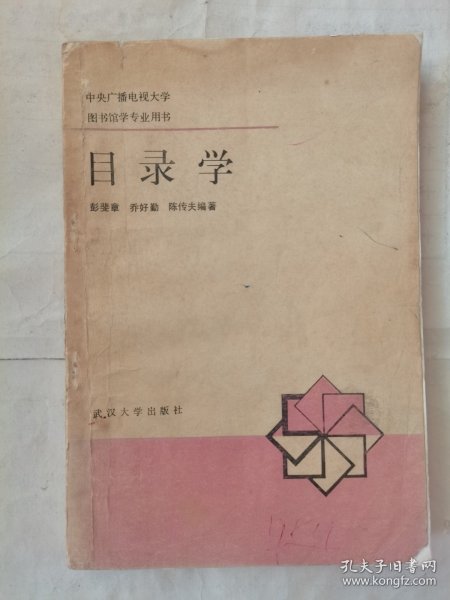 中央广播电视大学
图书馆学专业用书
目录学
彭斐章 乔好勤 陈传夫编著
武汉大学出版社
孔夫子旧书网
www.kongfz.com